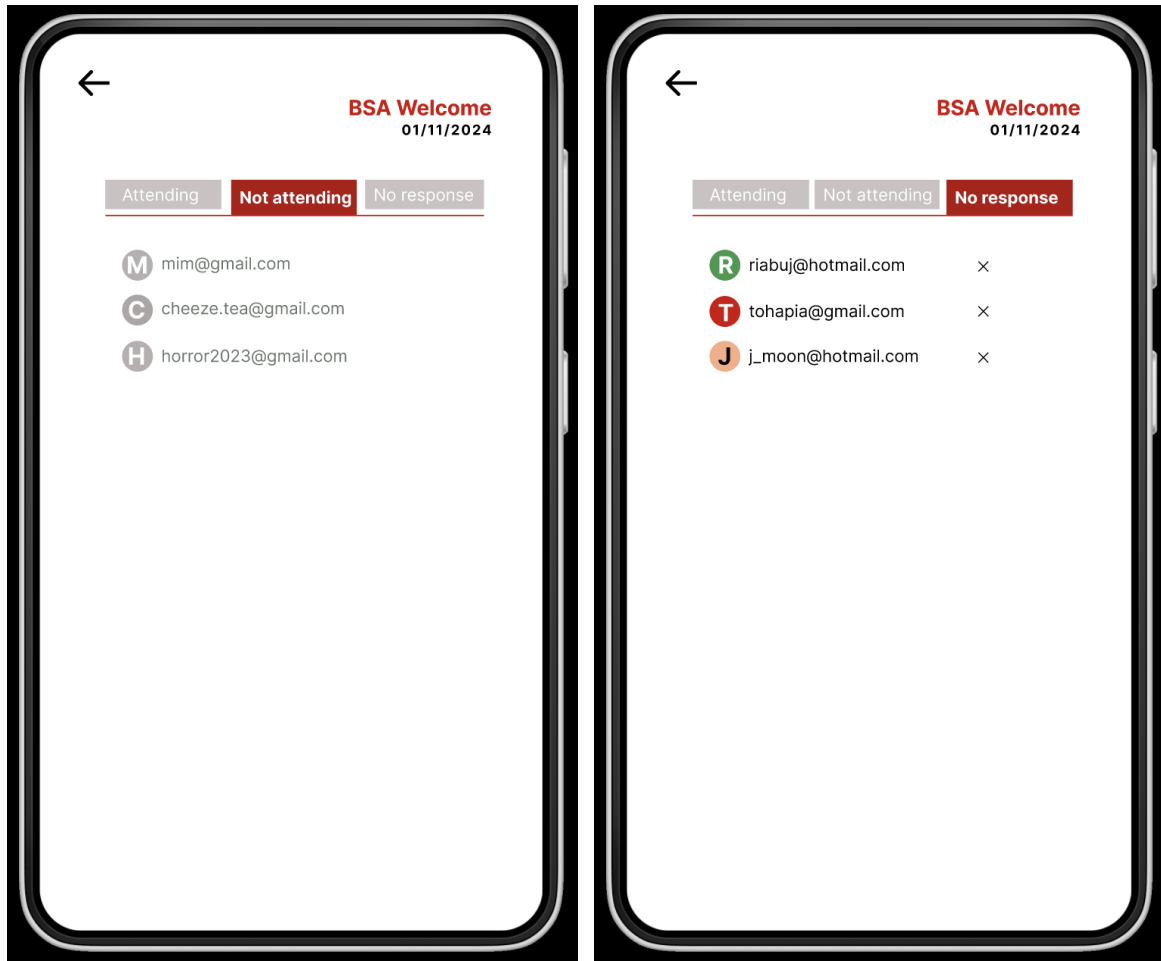 BSA Welcome
01/11/2024
Attending Not attending No response
M mim@gmail.com
C cheeze.tea@gmail.com
H horror2023@gmail.com
BSA Welcome
01/11/2024
Attending Not attending No response
R riabuj@hotmail.com ×
T tohapia@gmail.com ×
J j_moon@hotmail.com ×